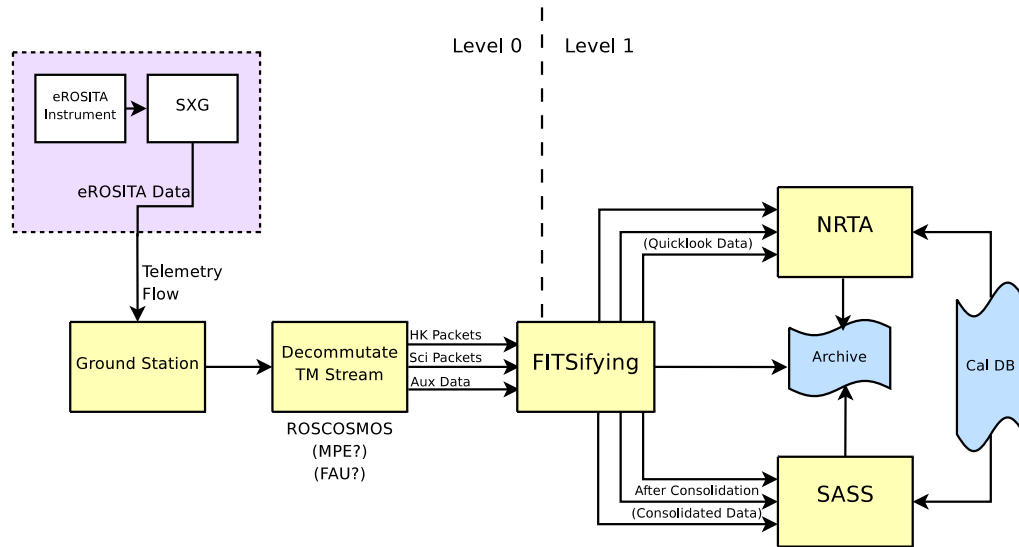 Level 0
Level 1
eROSITA
Instrument
SXG
eROSITA Data
Telemetry
Flow
Ground Station
Decommutate
TM Stream
ROSCOSMOS
(MPE?)
(FAU?)
HK Packets
Sci Packets
Aux Data
FITSifying
(Quicklook Data)
NRTA
Archive
Cal DB
After Consolidation
(Consolidated Data)
SASS